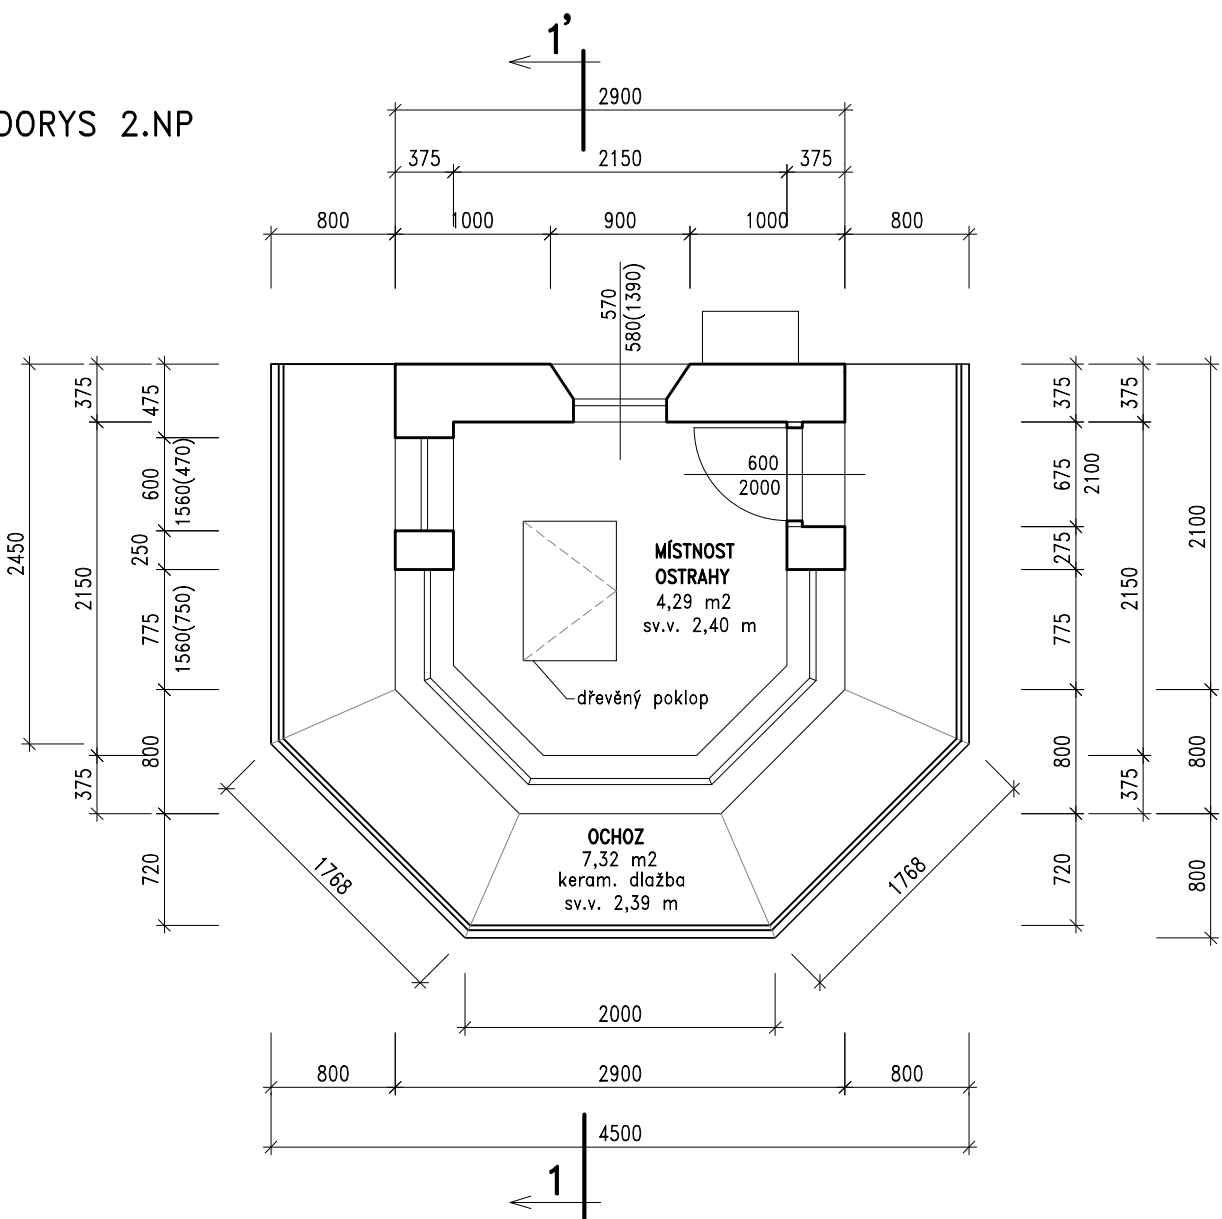 1'
DORYS 2.NP
2900
375 2150 375
800 1000 900 1000 800
570
580(1390)
375
475
600
1560(470)
250
2450
2150
775
1560(750)
800
375
720
375
375
675
2100
275
2100
2150
775
800
800
375
720
800
600
2000
MÍSTNOST
OSTRAHY
4,29 m2
sv.v. 2,40 m
dřevěný poklop
OCHOZ
7,32 m2
keram. dlažba
sv.v. 2,39 m
1768
1768
2000
800 2900 800
4500
1